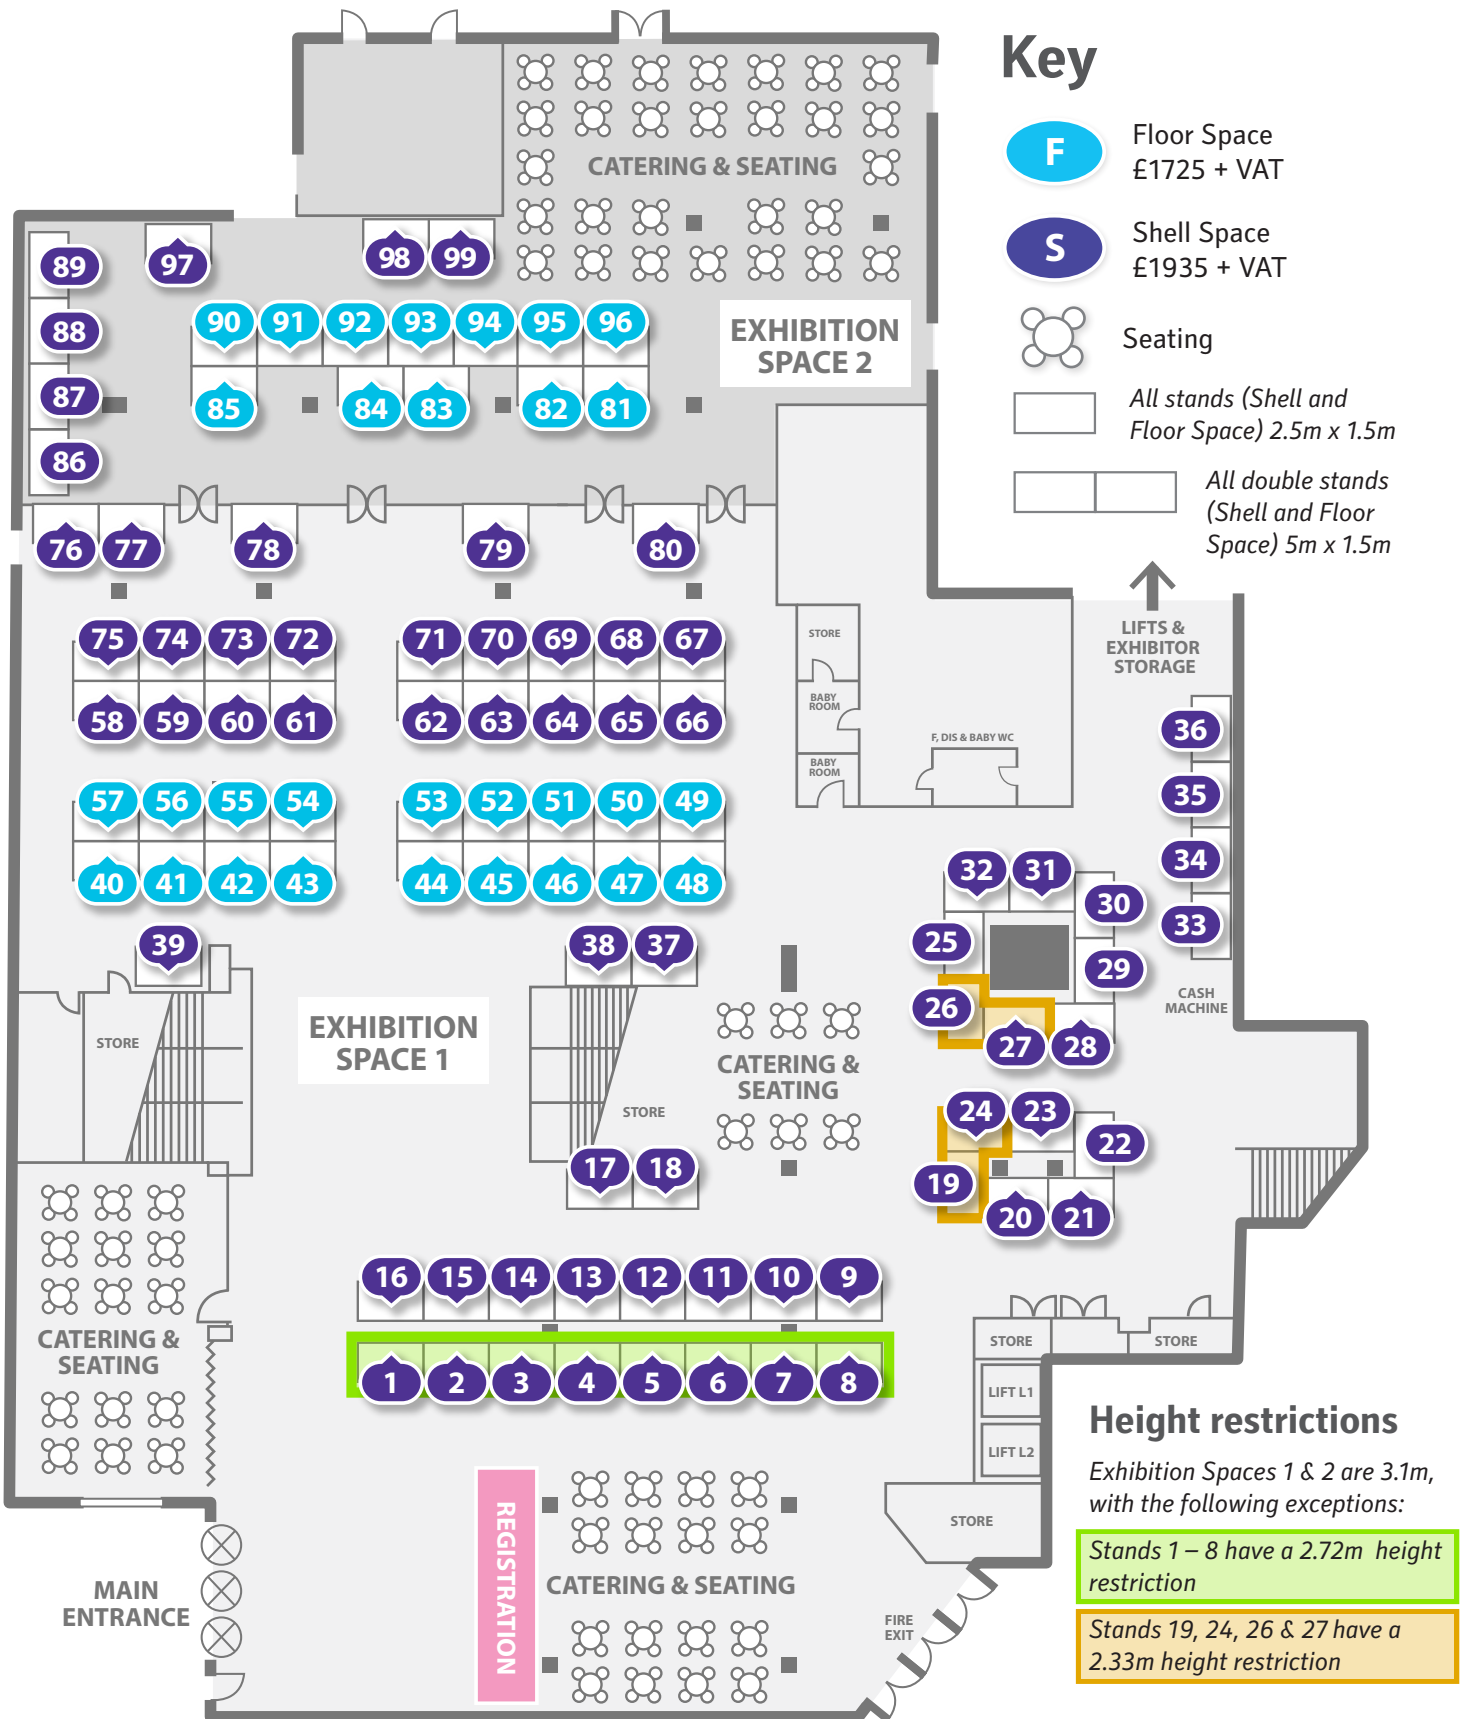 Key
F
Floor Space
£1725 + VAT
S
Shell Space
£1935 + VAT
Seating
All stands (Shell and
Floor Space) 2.5m x 1.5m
All double stands
(Shell and Floor
Space) 5m x 1.5m
CATERING & SEATING
89
97
98
99
88
90
91
92
93
94
95
96
EXHIBITION
SPACE 2
87
85
84
83
82
81
86
76
77
78
79
80
75
74
73
72
71
70
69
68
67
58
59
60
61
62
63
64
65
66
57
56
55
54
53
52
51
50
49
40
41
42
43
44
45
46
47
48
STORE
BABY
ROOM
BABY
ROOM
F, DIS & BABY WC
LIFTS &
EXHIBITOR
STORAGE
36
35
34
33
CASH
MACHINE
32
31
30
25
29
26
27
28
39
38
37
STORE
EXHIBITION
SPACE 1
STORE
CATERING &
SEATING
24
23
22
19
20
21
17
18
16
15
14
13
12
11
10
9
1
2
3
4
5
6
7
8
CATERING &
SEATING
STORE
STORE
LIFT L1
LIFT L2
STORE
REGISTRATION
CATERING & SEATING
MAIN
ENTRANCE
FIRE
EXIT
Height restrictions
Exhibition Spaces 1 & 2 are 3.1m,
with the following exceptions:
Stands 1 – 8 have a 2.72m height
restriction
Stands 19, 24, 26 & 27 have a
2.33m height restriction